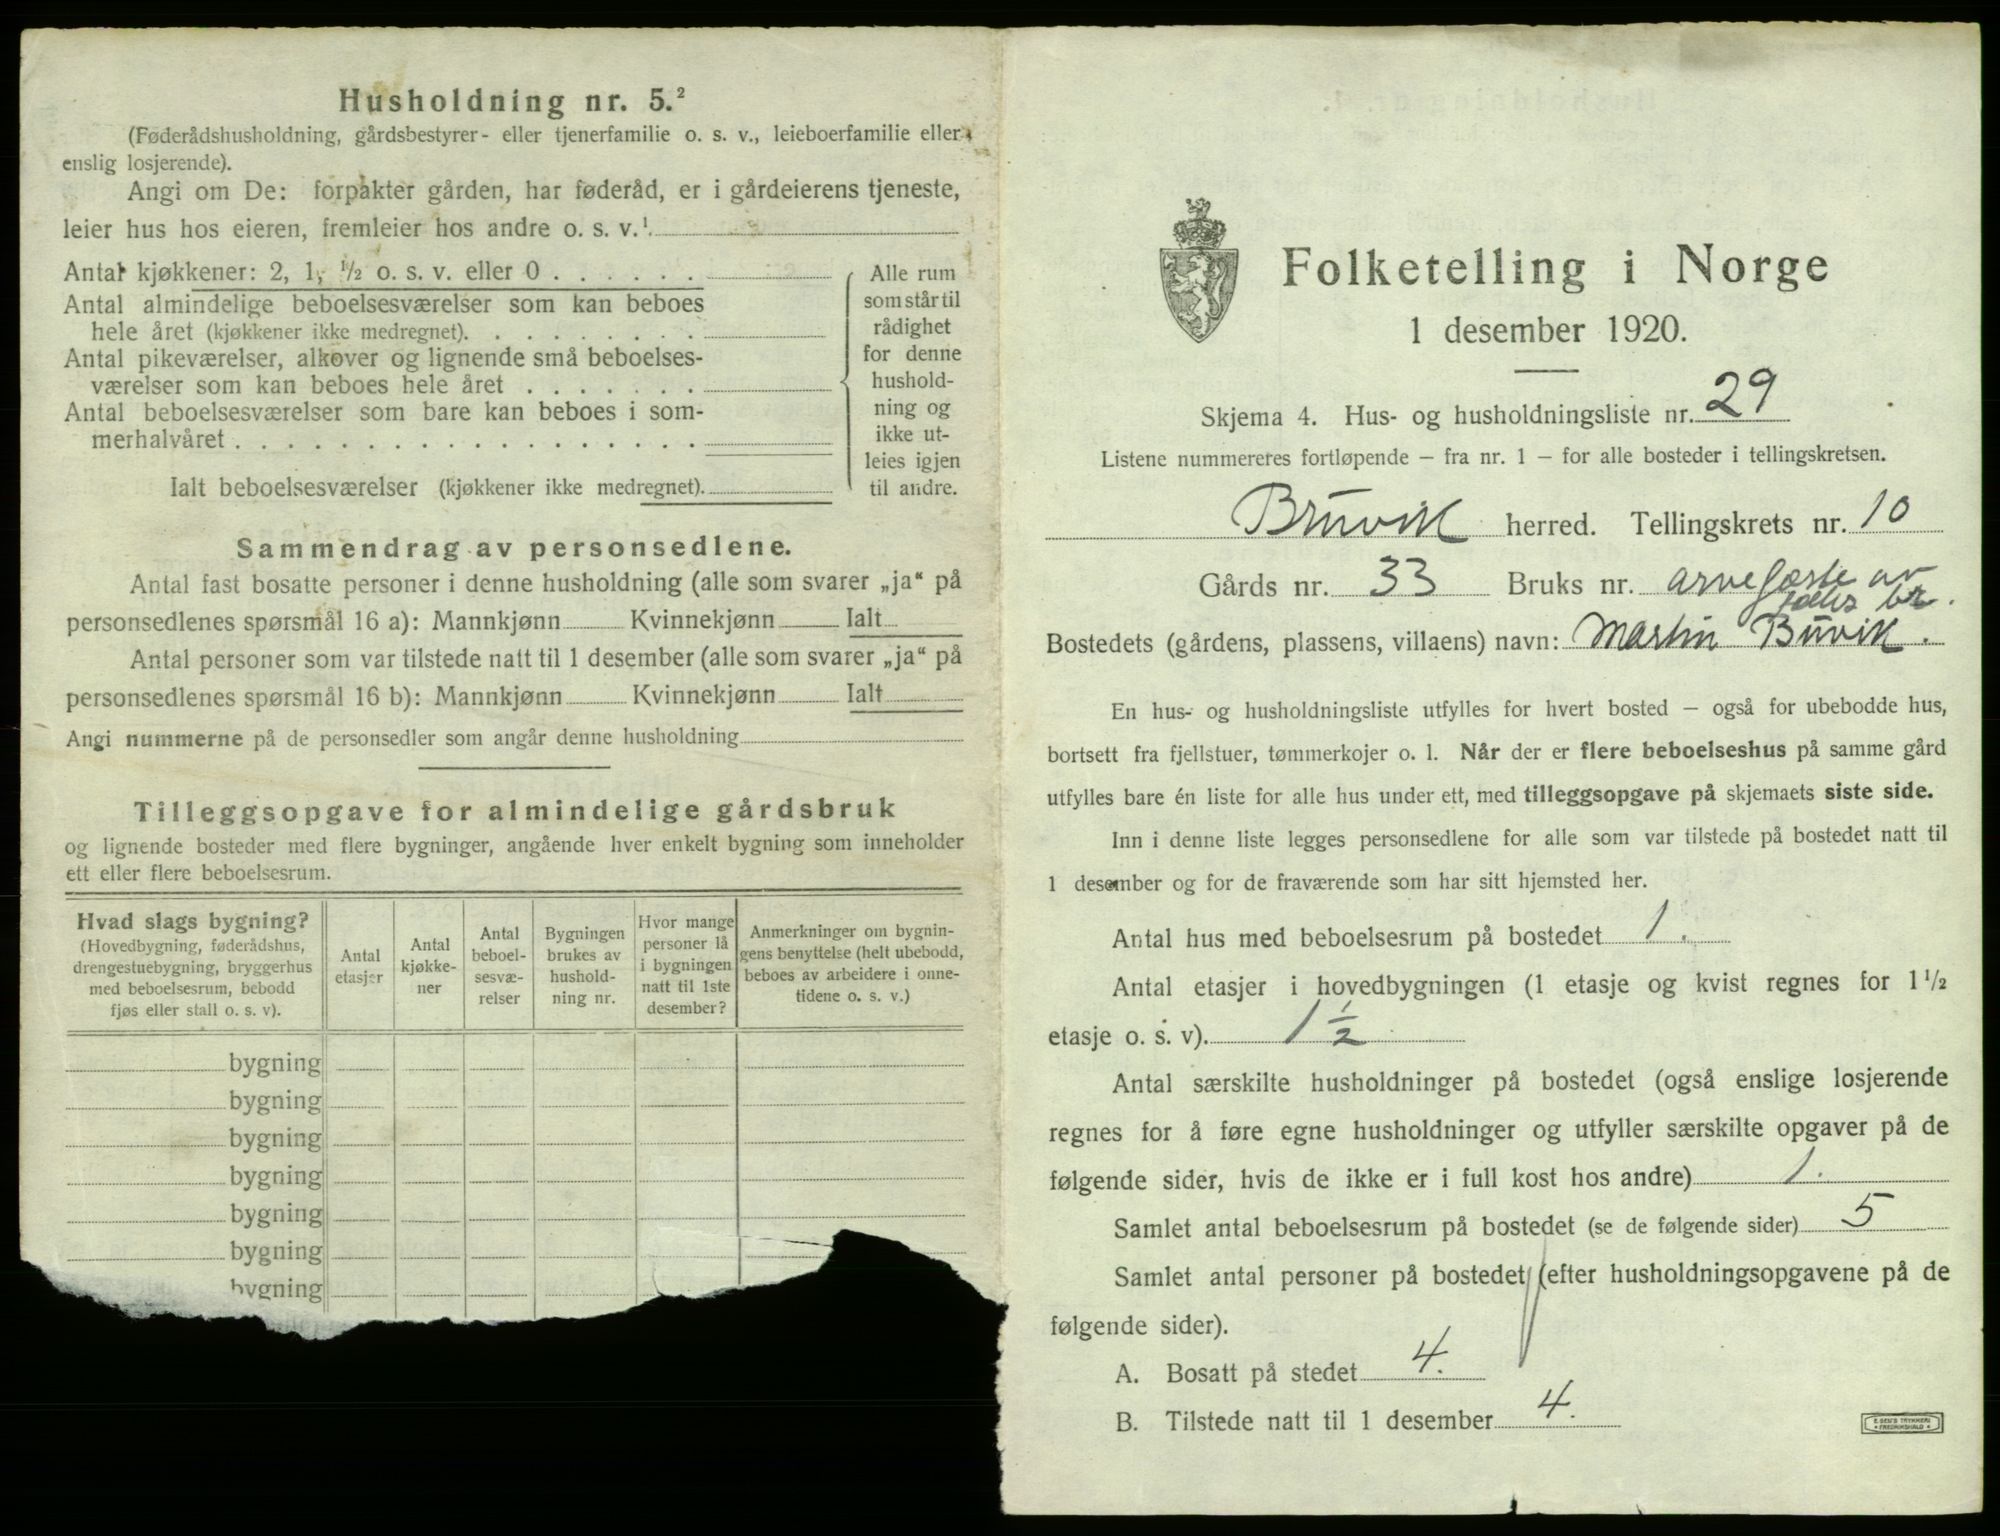 Husholdning nr. 5.²
(Føderådshusholdning, gårdsbestyrer- eller tjenerfamilie o. s. v., leieboerfamilie eller
enslig losjerende).
Angi om De: forpakter gården, har føderåd, er i gårdeierens tjeneste,
leier hus hos eieren, fremleier hos andre o. s. v.¹
Antal kjøkkener: 2, 1, ½ o. s. v. eller 0 . . . . . .
Antal almindelige beboelsesværelser som kan beboes
hele året (kjøkkener ikke medregnet). . . . . . . . .
Antal pikeværelser, alkover og lignende små beboelses-
værelser som kan beboes hele året . . . . . . .
Antal beboelsesværelser som bare kan beboes i som-
merhalvåret . . . . . . . . . . . . . . . . . .
Ialt beboelsesværelser (kjøkkener ikke medregnet).
Alle rum
som står til
rådighet
for denne
hushold-
ning og
ikke ut-
leies igjen
til andre.
Sammendrag av personsedlene.
Antal fast bosatte personer i denne husholdning (alle som svarer „ja“ på
personsedlenes spørsmål 16 a): Mannkjønn Kvinnekjønn Ialt
Antal personer som var tilstede natt til 1 desember (alle som svarer „ja“ på
personsedlenes spørsmål 16 b): Mannkjønn Kvinnekjønn Ialt
Angi nummerne på de personsedler som angår denne husholdning
Tilleggsopgave for almindelige gårdsbruk
og lignende bosteder med flere bygninger, angående hver enkelt bygning som inneholder
ett eller flere beboelsesrum.
Hvad slags bygning?
(Hovedbygning, føderådshus,
drengestuebygning, bryggerhus
med beboelsesrum, bebodd
fjøs eller stall o. s. v).
Antal
etasjer
Antal
kjøkke-
ner
Antal
beboel-
sesvæ-
relser
Bygningen
brukes av
hushold-
ning nr.
Hvor mange
personer lå
i bygningen
natt til 1ste
desember?
Anmerkninger om bygnin-
gens benyttelse (helt ubebodd,
beboes av arbeidere i onne-
tidene o. s. v.)
bygning
bygning
bygning
bygning
bygning
bygning
bygning
Folketelling i Norge
1 desember 1920.
Skjema 4. Hus- og husholdningsliste nr. 29
Listene nummereres fortløpende – fra nr. 1 – for alle bosteder i tellingskretsen.
Bruvik herred. Tellingskrets nr. 10
Gårds nr. 33 Bruks nr. arvefæste av
br.
Bostedets (gårdens, plassens, villaens) navn: Martin Buvik.
En hus- og husholdningsliste utfylles for hvert bosted – også for ubebodde hus,
bortsett fra fjellstuer, tømmerkojer o. l. Når der er flere beboelseshus på samme gård
utfylles bare én liste for alle hus under ett, med tilleggsopgave på skjemaets siste side.
Inn i denne liste legges personsedlene for alle som var tilstede på bostedet natt til
1 desember og for de fraværende som har sitt hjemsted her.
Antal hus med beboelsesrum på bostedet 1.
Antal etasjer i hovedbygningen (1 etasje og kvist regnes for 1½
etasje o. s. v). 1½
Antal særskilte husholdninger på bostedet (også enslige losjerende
regnes for å føre egne husholdninger og utfyller særskilte opgaver på de
følgende sider, hvis de ikke er i full kost hos andre) 1.
Samlet antal beboelsesrum på bostedet (se de følgende sider) 5
Samlet antal personer på bostedet (efter husholdningsopgavene på de
følgende sider).
A. Bosatt på stedet 4.
B. Tilstede natt til 1 desember 4.